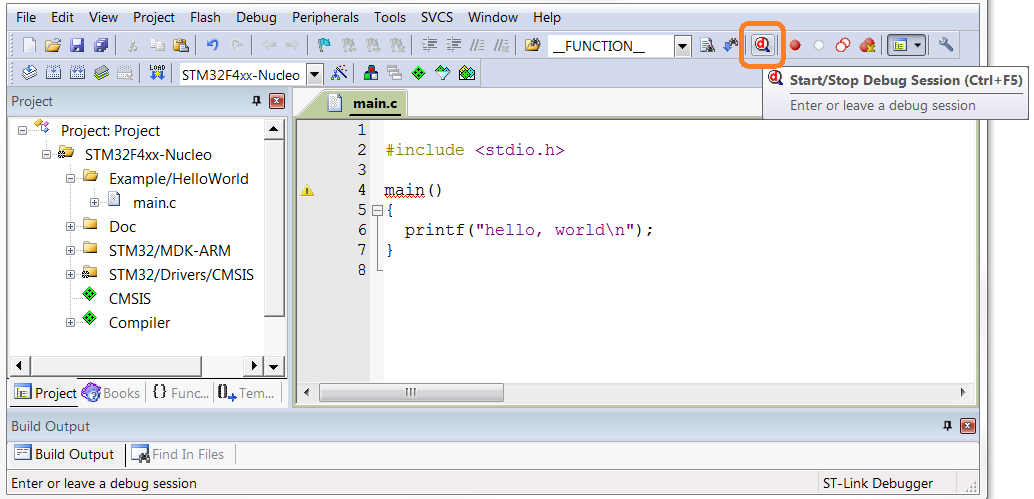 File Edit View Project Flash Debug Peripherals Tools SVCS Window Help
__FUNCTION__
Start/Stop Debug Session (Ctrl+F5)
Enter or leave a debug session
LOAD
STM32F4xx-Nucleo
Project
main.c
Project: Project
STM32F4xx-Nucleo
Example/HelloWorld
main.c
Doc
STM32/MDK-ARM
STM32/Drivers/CMSIS
CMSIS
Compiler
1
2 #include <stdio.h>
3
4 main()
5 {
6 printf("hello, world\n");
7 }
8
Project Books {} Func... Tem...
Build Output
Build Output Find In Files
Enter or leave a debug session ST-Link Debugger